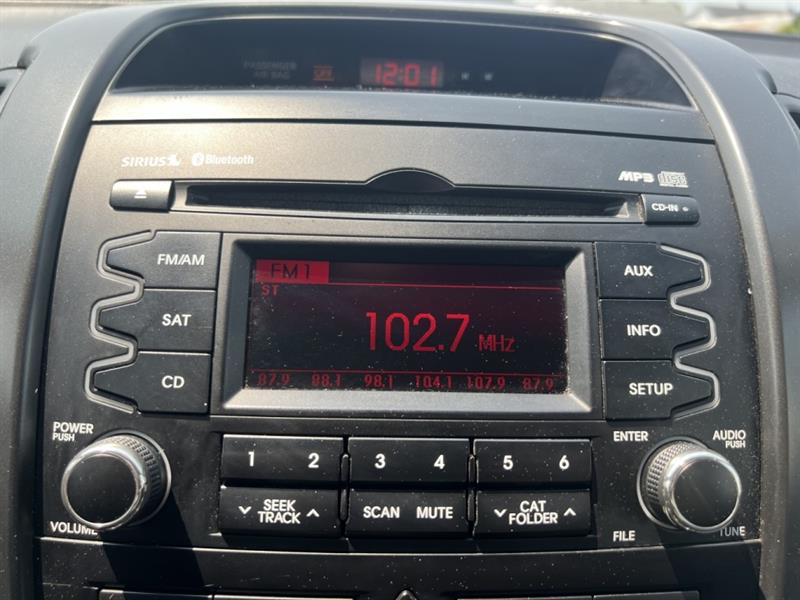 PASSENGER
AIR BAG OFF 12:01
SIRIUS Bluetooth
MP3 disc
CD-IN
FM/AM
SAT
CD
FM1
ST
102.7 MHz
87.9 88.1 98.1 104.1 107.9 87.9
AUX
INFO
SETUP
POWER
PUSH
VOLUME
1 2 3 4 5 6
SEEK
TRACK
SCAN MUTE
CAT
FOLDER
ENTER
AUDIO
PUSH
FILE
TUNE